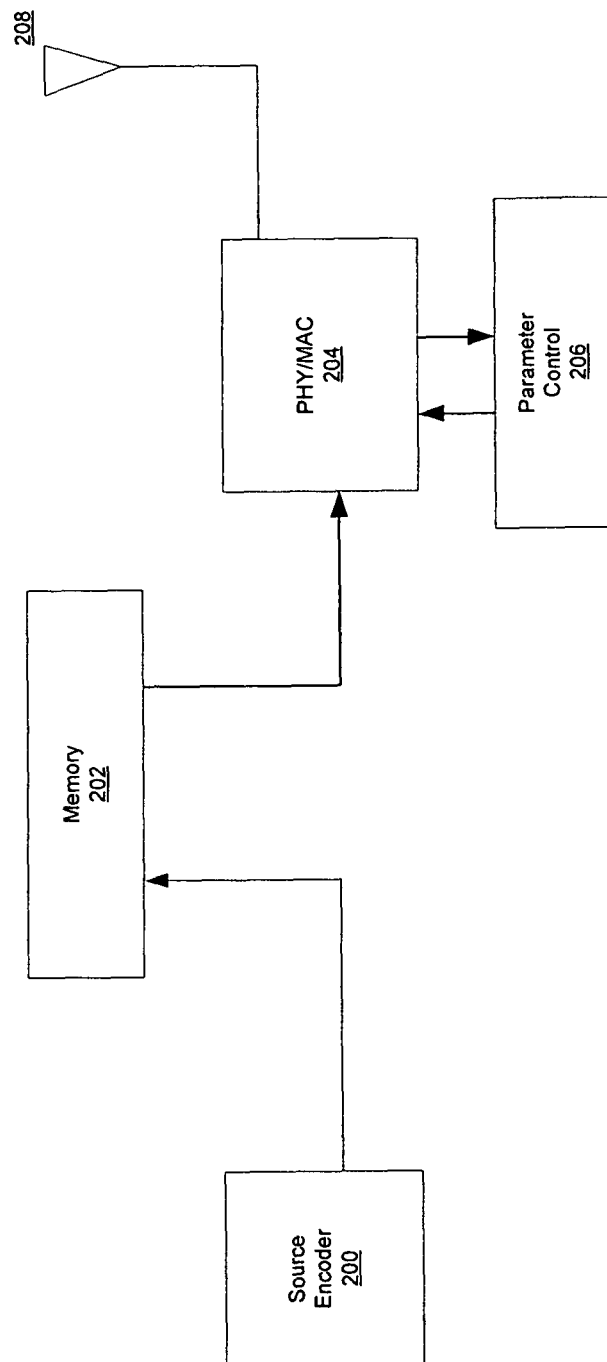 Source
Encoder
200
Memory
202
PHY/MAC
204
Parameter
Control
206
208